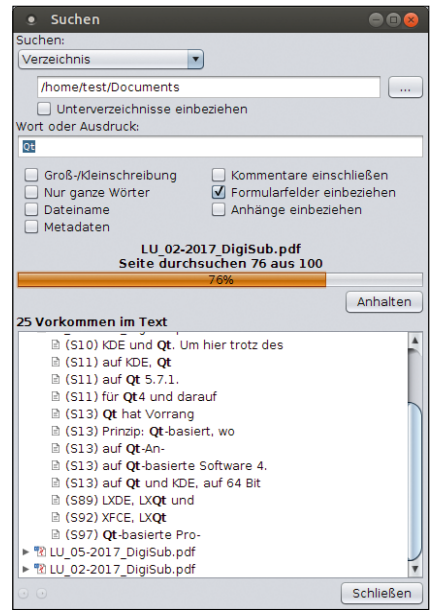 Suchen
Suchen:
Verzeichnis
/home/test/Documents
...
Unterverzeichnisse einbeziehen
Wort oder Ausdruck:
Qt
Groß-/Kleinschreibung
Kommentare einschließen
Nur ganze Wörter
Formularfelder einbeziehen
Dateiname
Anhänge einbeziehen
Metadaten
LU_02-2017_DigiSub.pdf
Seite durchsuchen 76 aus 100
76%
Anhalten
25 Vorkommen im Text
(S10) KDE und Qt. Um hier trotz des
(S11) auf KDE, Qt
(S11) auf Qt 5.7.1.
(S11) für Qt4 und darauf
(S13) Qt hat Vorrang
(S13) Prinzip: Qt-basiert, wo
(S13) auf Qt-An-
(S13) auf Qt-basierte Software 4.
(S13) auf Qt und KDE, auf 64 Bit
(S89) LXDE, LXQt und
(S92) XFCE, LXQt
(S97) Qt-basierte Pro-
LU_05-2017_DigiSub.pdf
LU_02-2017_DigiSub.pdf
Schließen